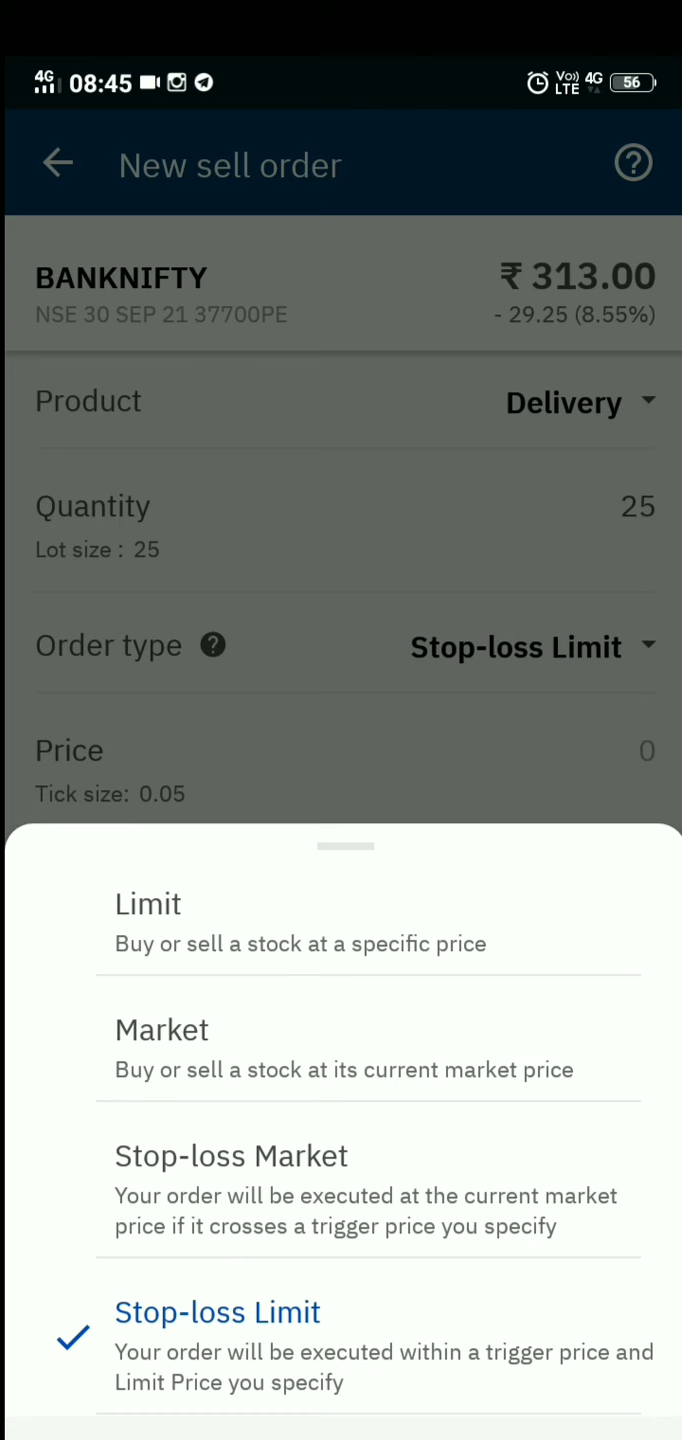 4G 08:45 Vo)) LTE 4G 56
New sell order ?
BANKNIFTY ₹ 313.00
NSE 30 SEP 21 37700PE - 29.25 (8.55%)
Product Delivery
Quantity 25
Lot size : 25
Order type ? Stop-loss Limit
Price 0
Tick size: 0.05
Limit
Buy or sell a stock at a specific price
Market
Buy or sell a stock at its current market price
Stop-loss Market
Your order will be executed at the current market
price if it crosses a trigger price you specify
Stop-loss Limit
Your order will be executed within a trigger price and
Limit Price you specify